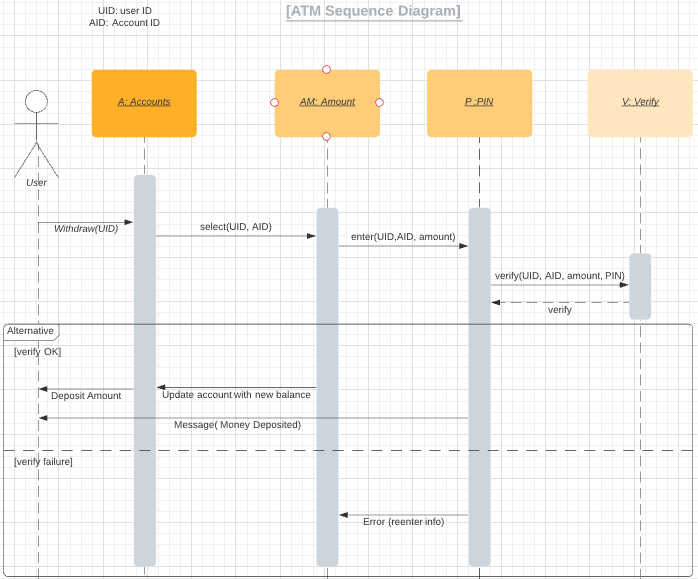 UID: user ID
AID: Account ID
[ATM Sequence Diagram]
A: Accounts
AM: Amount
P :PIN
V: Verify
User
Withdraw(UID)
select(UID, AID)
enter(UID,AID, amount)
verify(UID, AID, amount, PIN)
verify
Alternative
[verify OK]
Deposit Amount
Update account with new balance
Message( Money Deposited)
[verify failure]
Error (reenter info)